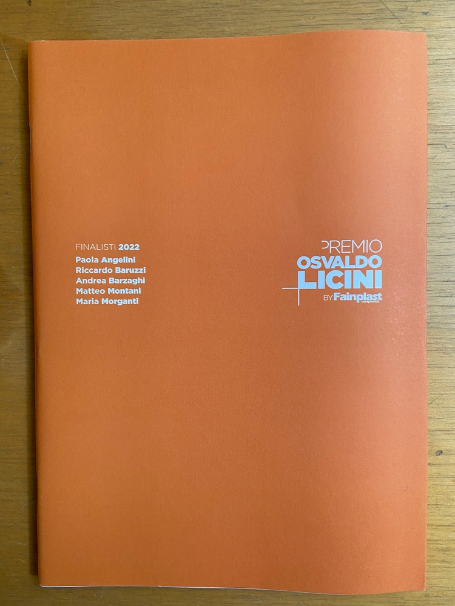 FINALISTI 2022
Paola Angelini
Riccardo Baruzzi
Andrea Barzaghi
Matteo Montani
Maria Morganti
PREMIO
OSVALDO
LICINI
BY Fainplast